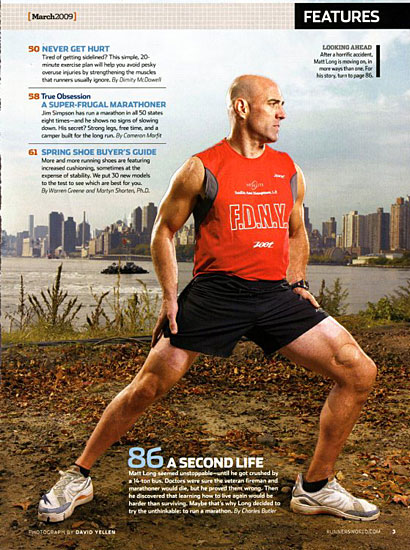 [March2009]
FEATURES
50 NEVER GET HURT
Tired of getting sidelined? This simple, 20-
minute exercise plan will help you avoid pesky
overuse injuries by strengthening the muscles
that runners usually ignore. By Dimity McDowell
58 True Obsession
A SUPER-FRUGAL MARATHONER
Jim Simpson has run a marathon in all 50 states
eight times—and he shows no signs of slowing
down. His secret? Strong legs, free time, and a
camper built for the long run. By Cameron Morfit
61 SPRING SHOE BUYER'S GUIDE
More and more running shoes are featuring
increased cushioning, sometimes at the
expense of stability. We put 30 new models
to the test to see which are best for you.
By Warren Greene and Martyn Shorten, Ph.D.
LOOKING AHEAD
After a horrific accident,
Matt Long is moving on, in
more ways than one. For
his story, turn to page 86.
F.D.N.Y.
2001
86 A SECOND LIFE
Matt Long seemed unstoppable—until he got crushed by
a 14-ton bus. Doctors were sure the veteran fireman and
marathoner would die, but he proved them wrong. Then
he discovered that learning how to live again would be
harder than surviving. Maybe that's why Long decided to
try the unthinkable: to run a marathon. By Charles Butler
PHOTOGRAPH BY DAVID YELLEN
RUNNERSWORLD.COM 3